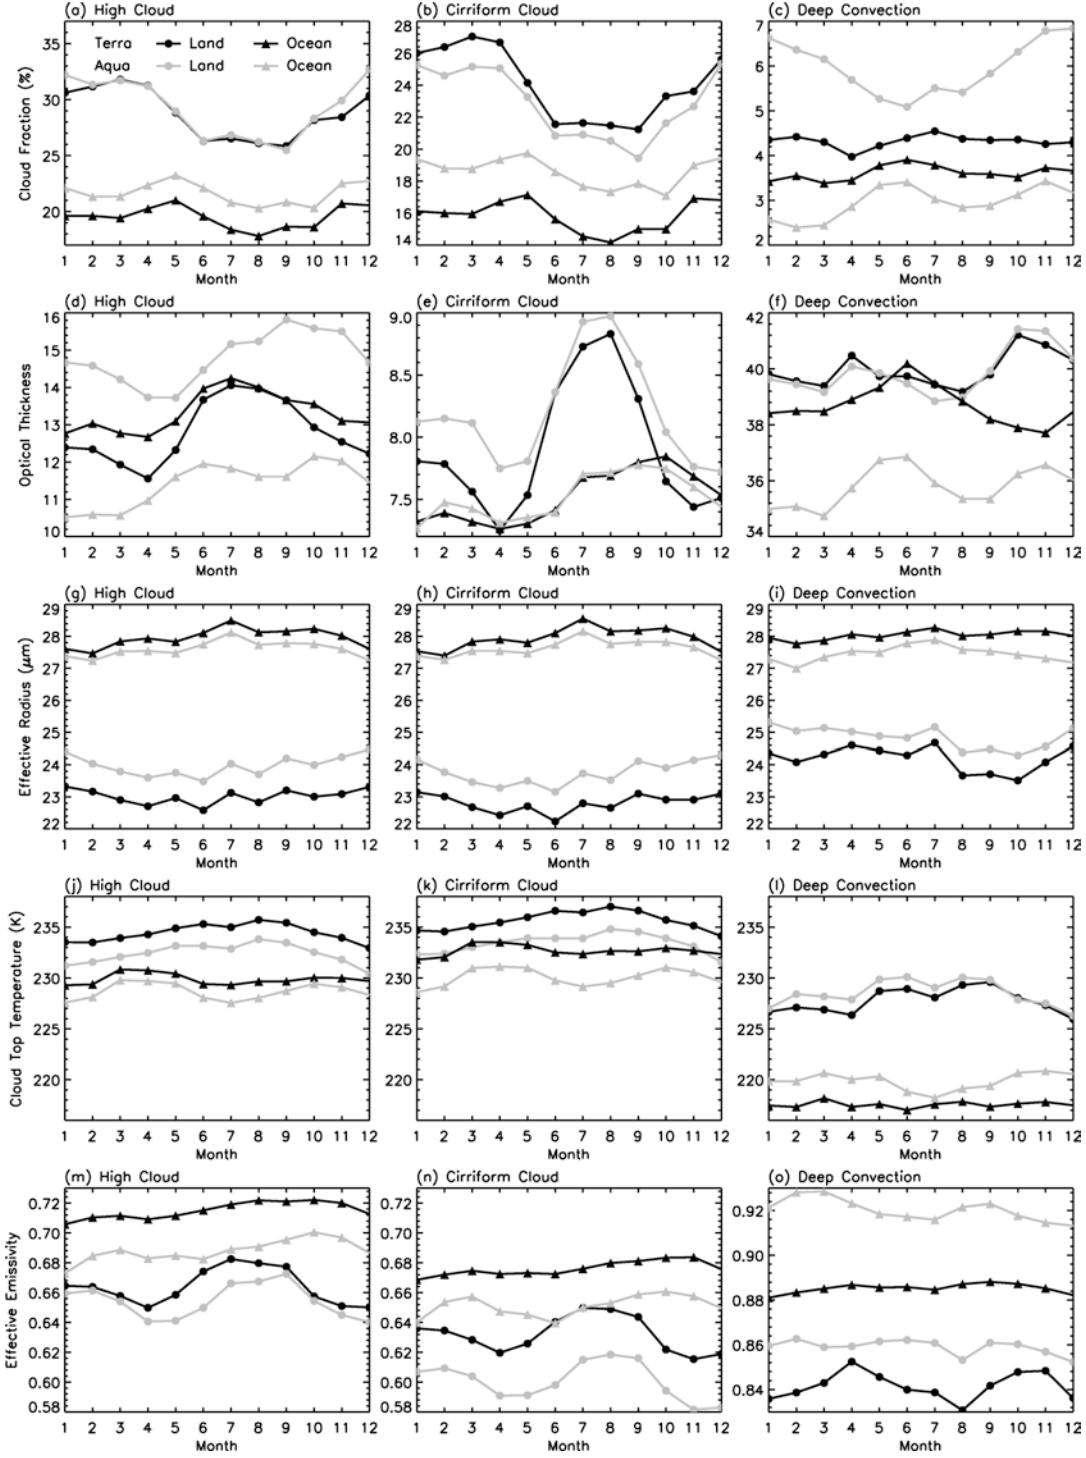 (a) High Cloud
(b) Cirriform Cloud
(c) Deep Convection
Cloud Fraction (%)
35
30
25
20
Terra Land Ocean
Aqua Land Ocean
28
26
24
22
20
18
16
14
7
6
5
4
3
2
1 2 3 4 5 6 7 8 9 10 11 12
1 2 3 4 5 6 7 8 9 10 11 12
1 2 3 4 5 6 7 8 9 10 11 12
Month
Month
Month
(d) High Cloud
(e) Cirriform Cloud
(f) Deep Convection
Optical Thickness
16
15
14
13
12
11
10
9.0
8.5
8.0
7.5
42
40
38
36
34
1 2 3 4 5 6 7 8 9 10 11 12
1 2 3 4 5 6 7 8 9 10 11 12
1 2 3 4 5 6 7 8 9 10 11 12
Month
Month
Month
(g) High Cloud
(h) Cirriform Cloud
(i) Deep Convection
Effective Radius (μm)
29
28
27
26
25
24
23
22
29
28
27
26
25
24
23
22
29
28
27
26
25
24
23
22
1 2 3 4 5 6 7 8 9 10 11 12
1 2 3 4 5 6 7 8 9 10 11 12
1 2 3 4 5 6 7 8 9 10 11 12
Month
Month
Month
(j) High Cloud
(k) Cirriform Cloud
(l) Deep Convection
Cloud Top Temperature (K)
235
230
225
220
235
230
225
220
235
230
225
220
1 2 3 4 5 6 7 8 9 10 11 12
1 2 3 4 5 6 7 8 9 10 11 12
1 2 3 4 5 6 7 8 9 10 11 12
Month
Month
Month
(m) High Cloud
(n) Cirriform Cloud
(o) Deep Convection
Effective Emissivity
0.72
0.70
0.68
0.66
0.64
0.62
0.60
0.58
0.72
0.70
0.68
0.66
0.64
0.62
0.60
0.58
0.92
0.90
0.88
0.86
0.84
1 2 3 4 5 6 7 8 9 10 11 12
1 2 3 4 5 6 7 8 9 10 11 12
1 2 3 4 5 6 7 8 9 10 11 12
Month
Month
Month